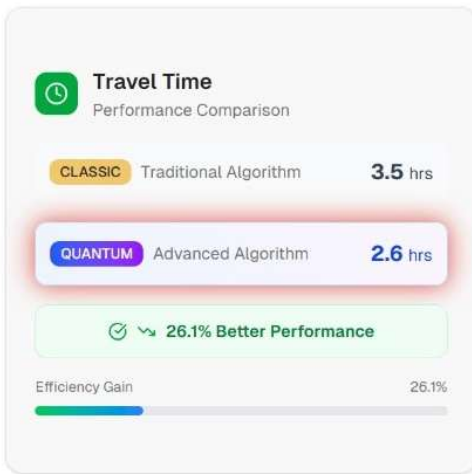 Travel Time
Performance Comparison
CLASSIC Traditional Algorithm 3.5 hrs
QUANTUM Advanced Algorithm 2.6 hrs
26.1% Better Performance
Efficiency Gain 26.1%